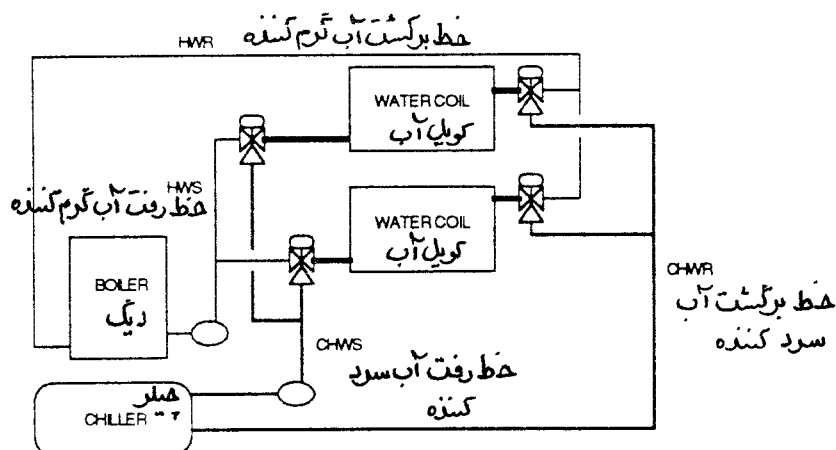 HWR
خط برگشت آب گرم کننده
WATER COIL
کویل آب
HWS
خط رفت آب گرم کننده
WATER COIL
کویل آب
BOILER
دیگ
CHWR
خط برگشت آب
سرد کننده
CHWS
خط رفت آب سرد
کننده
چیلر
CHILLER